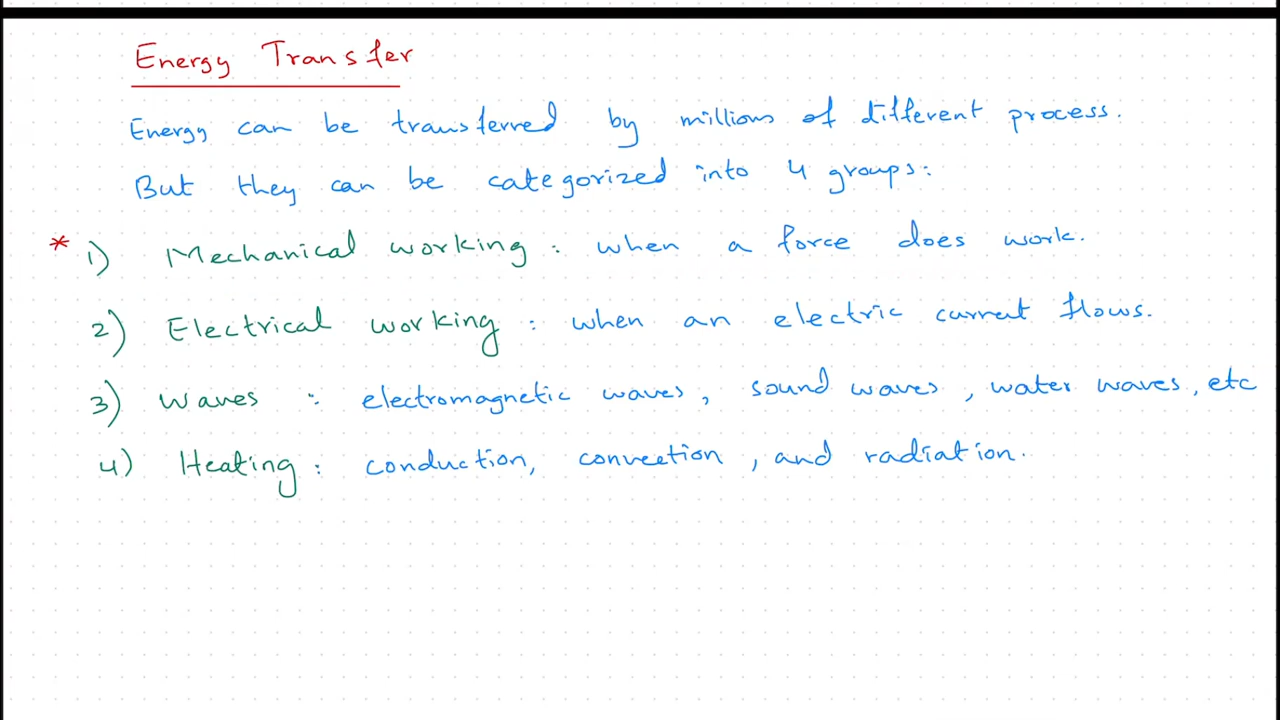 Energy Transfer
Energy can be transferred by millions of different process.
But they can be categorized into 4 groups:
* 1) Mechanical working : when a force does work.
2) Electrical working : when an electric current flows.
3) waves : electromagnetic waves, sound waves, water waves, etc
4) Heating : conduction, convection, and radiation.